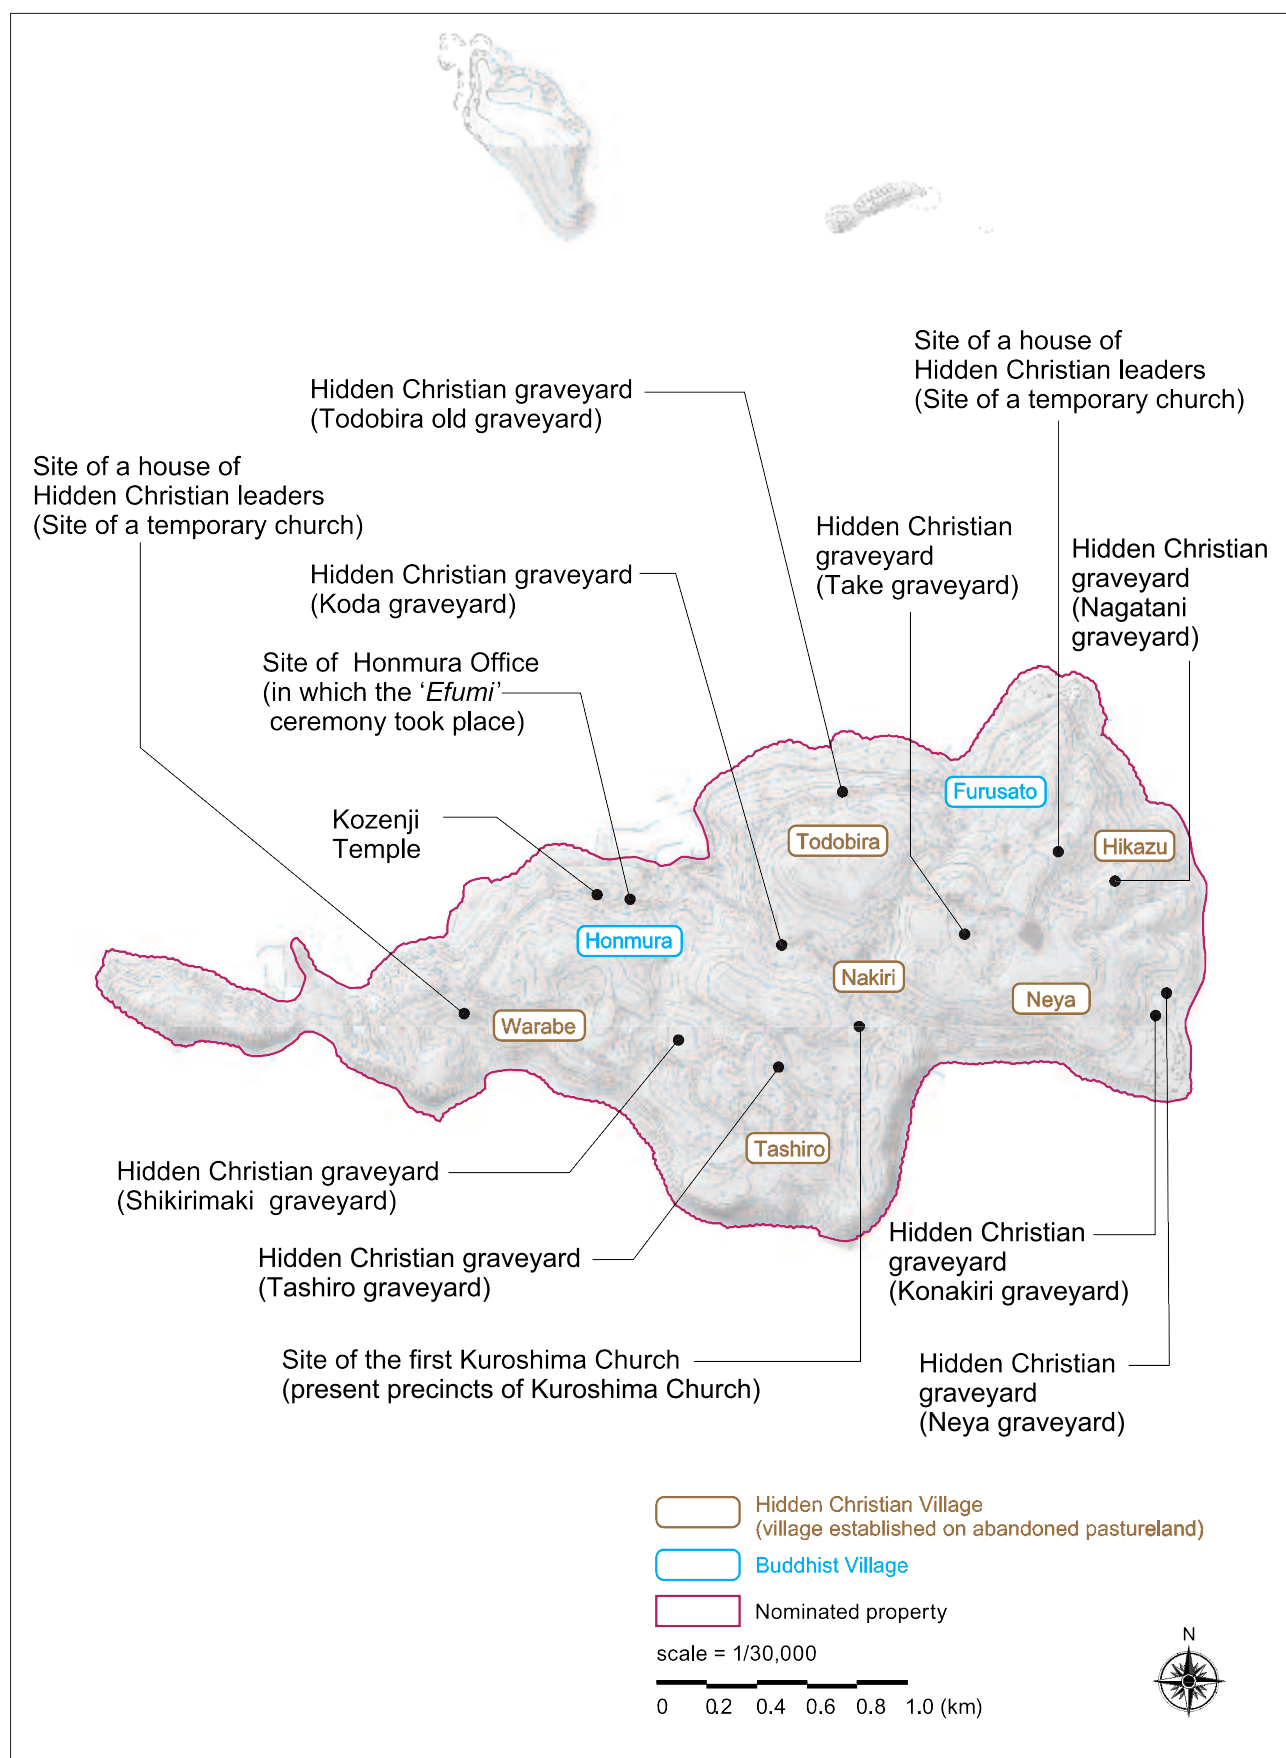 Site of a house of
Hidden Christian leaders
(Site of a temporary church)
Hidden Christian graveyard
(Todobira old graveyard)
Site of a house of
Hidden Christian leaders
(Site of a temporary church)
Hidden Christian
graveyard
(Take graveyard)
Hidden Christian
graveyard
(Nagatani
graveyard)
Hidden Christian graveyard
(Koda graveyard)
Site of Honmura Office
(in which the ‘Efumi’
ceremony took place)
Kozenji
Temple
Furusato
Todobira
Hikazu
Honmura
Nakiri
Neya
Warabe
Tashiro
Hidden Christian graveyard
(Shikirimaki graveyard)
Hidden Christian graveyard
(Tashiro graveyard)
Hidden Christian
graveyard
(Konakiri graveyard)
Site of the first Kuroshima Church
(present precincts of Kuroshima Church)
Hidden Christian
graveyard
(Neya graveyard)
Hidden Christian Village
(village established on abandoned pastureland)
Buddhist Village
Nominated property
scale = 1/30,000
0 0.2 0.4 0.6 0.8 1.0 (km)
N